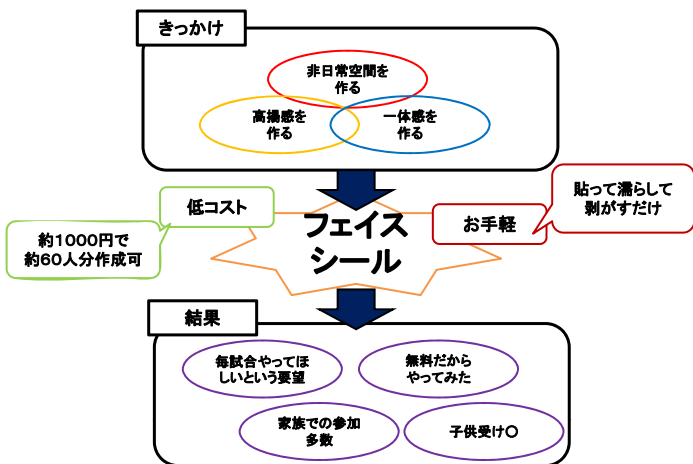 きっかけ
非日常空間を
作る
高揚感を
作る
一体感を
作る
低コスト
約1000円で
約60人分作成可
フェイス
シール
お手軽
貼って濡らして
剥がすだけ
結果
毎試合やってほ
しいという要望
無料だから
やってみた
家族での参加
多数
子供受け〇